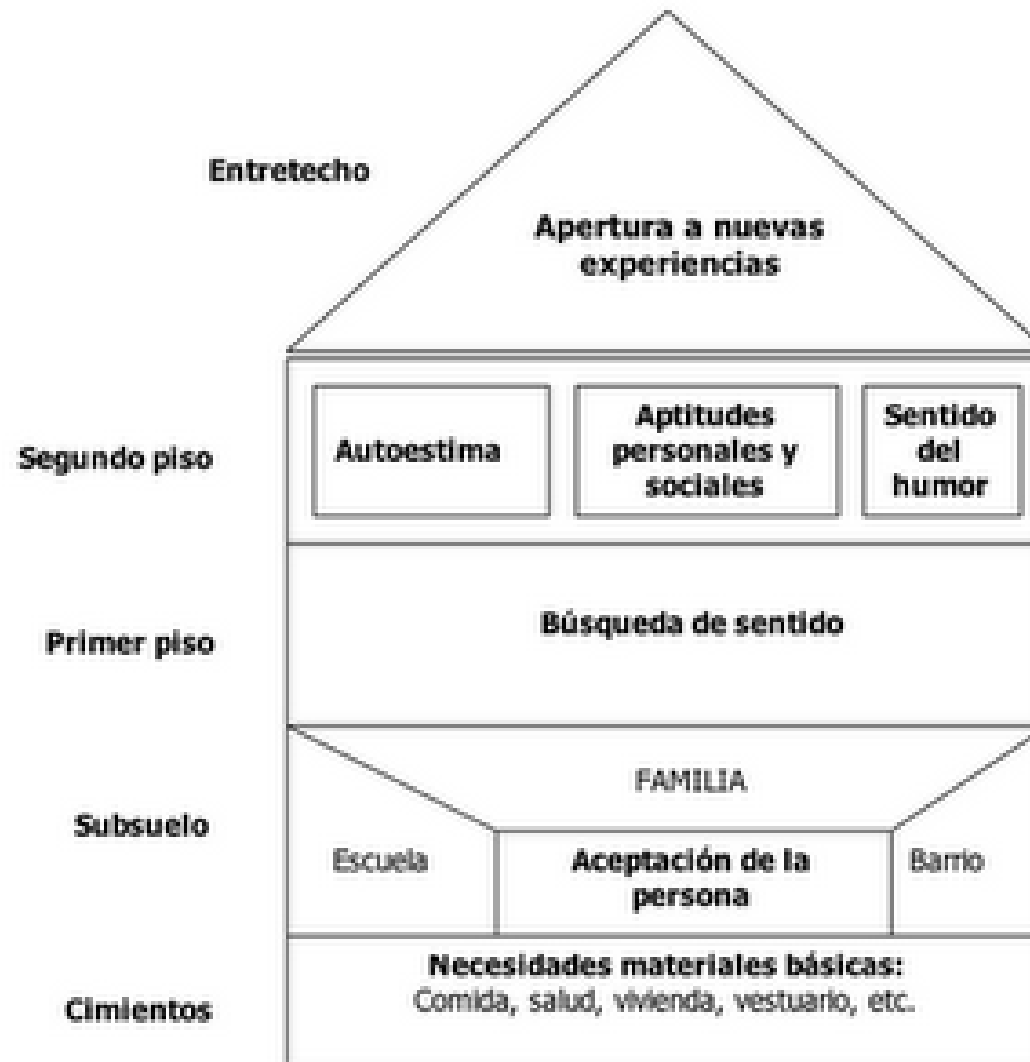 Entretecho
Apertura a nuevas
experiencias
Segundo piso
Autoestima
Aptitudes
personales y
sociales
Sentido
del
humor
Primer piso
Búsqueda de sentido
Subsuelo
FAMILIA
Escuela
Aceptación de la
persona
Barrio
Cimientos
Necesidades materiales básicas:
Comida, salud, vivienda, vestuario, etc.